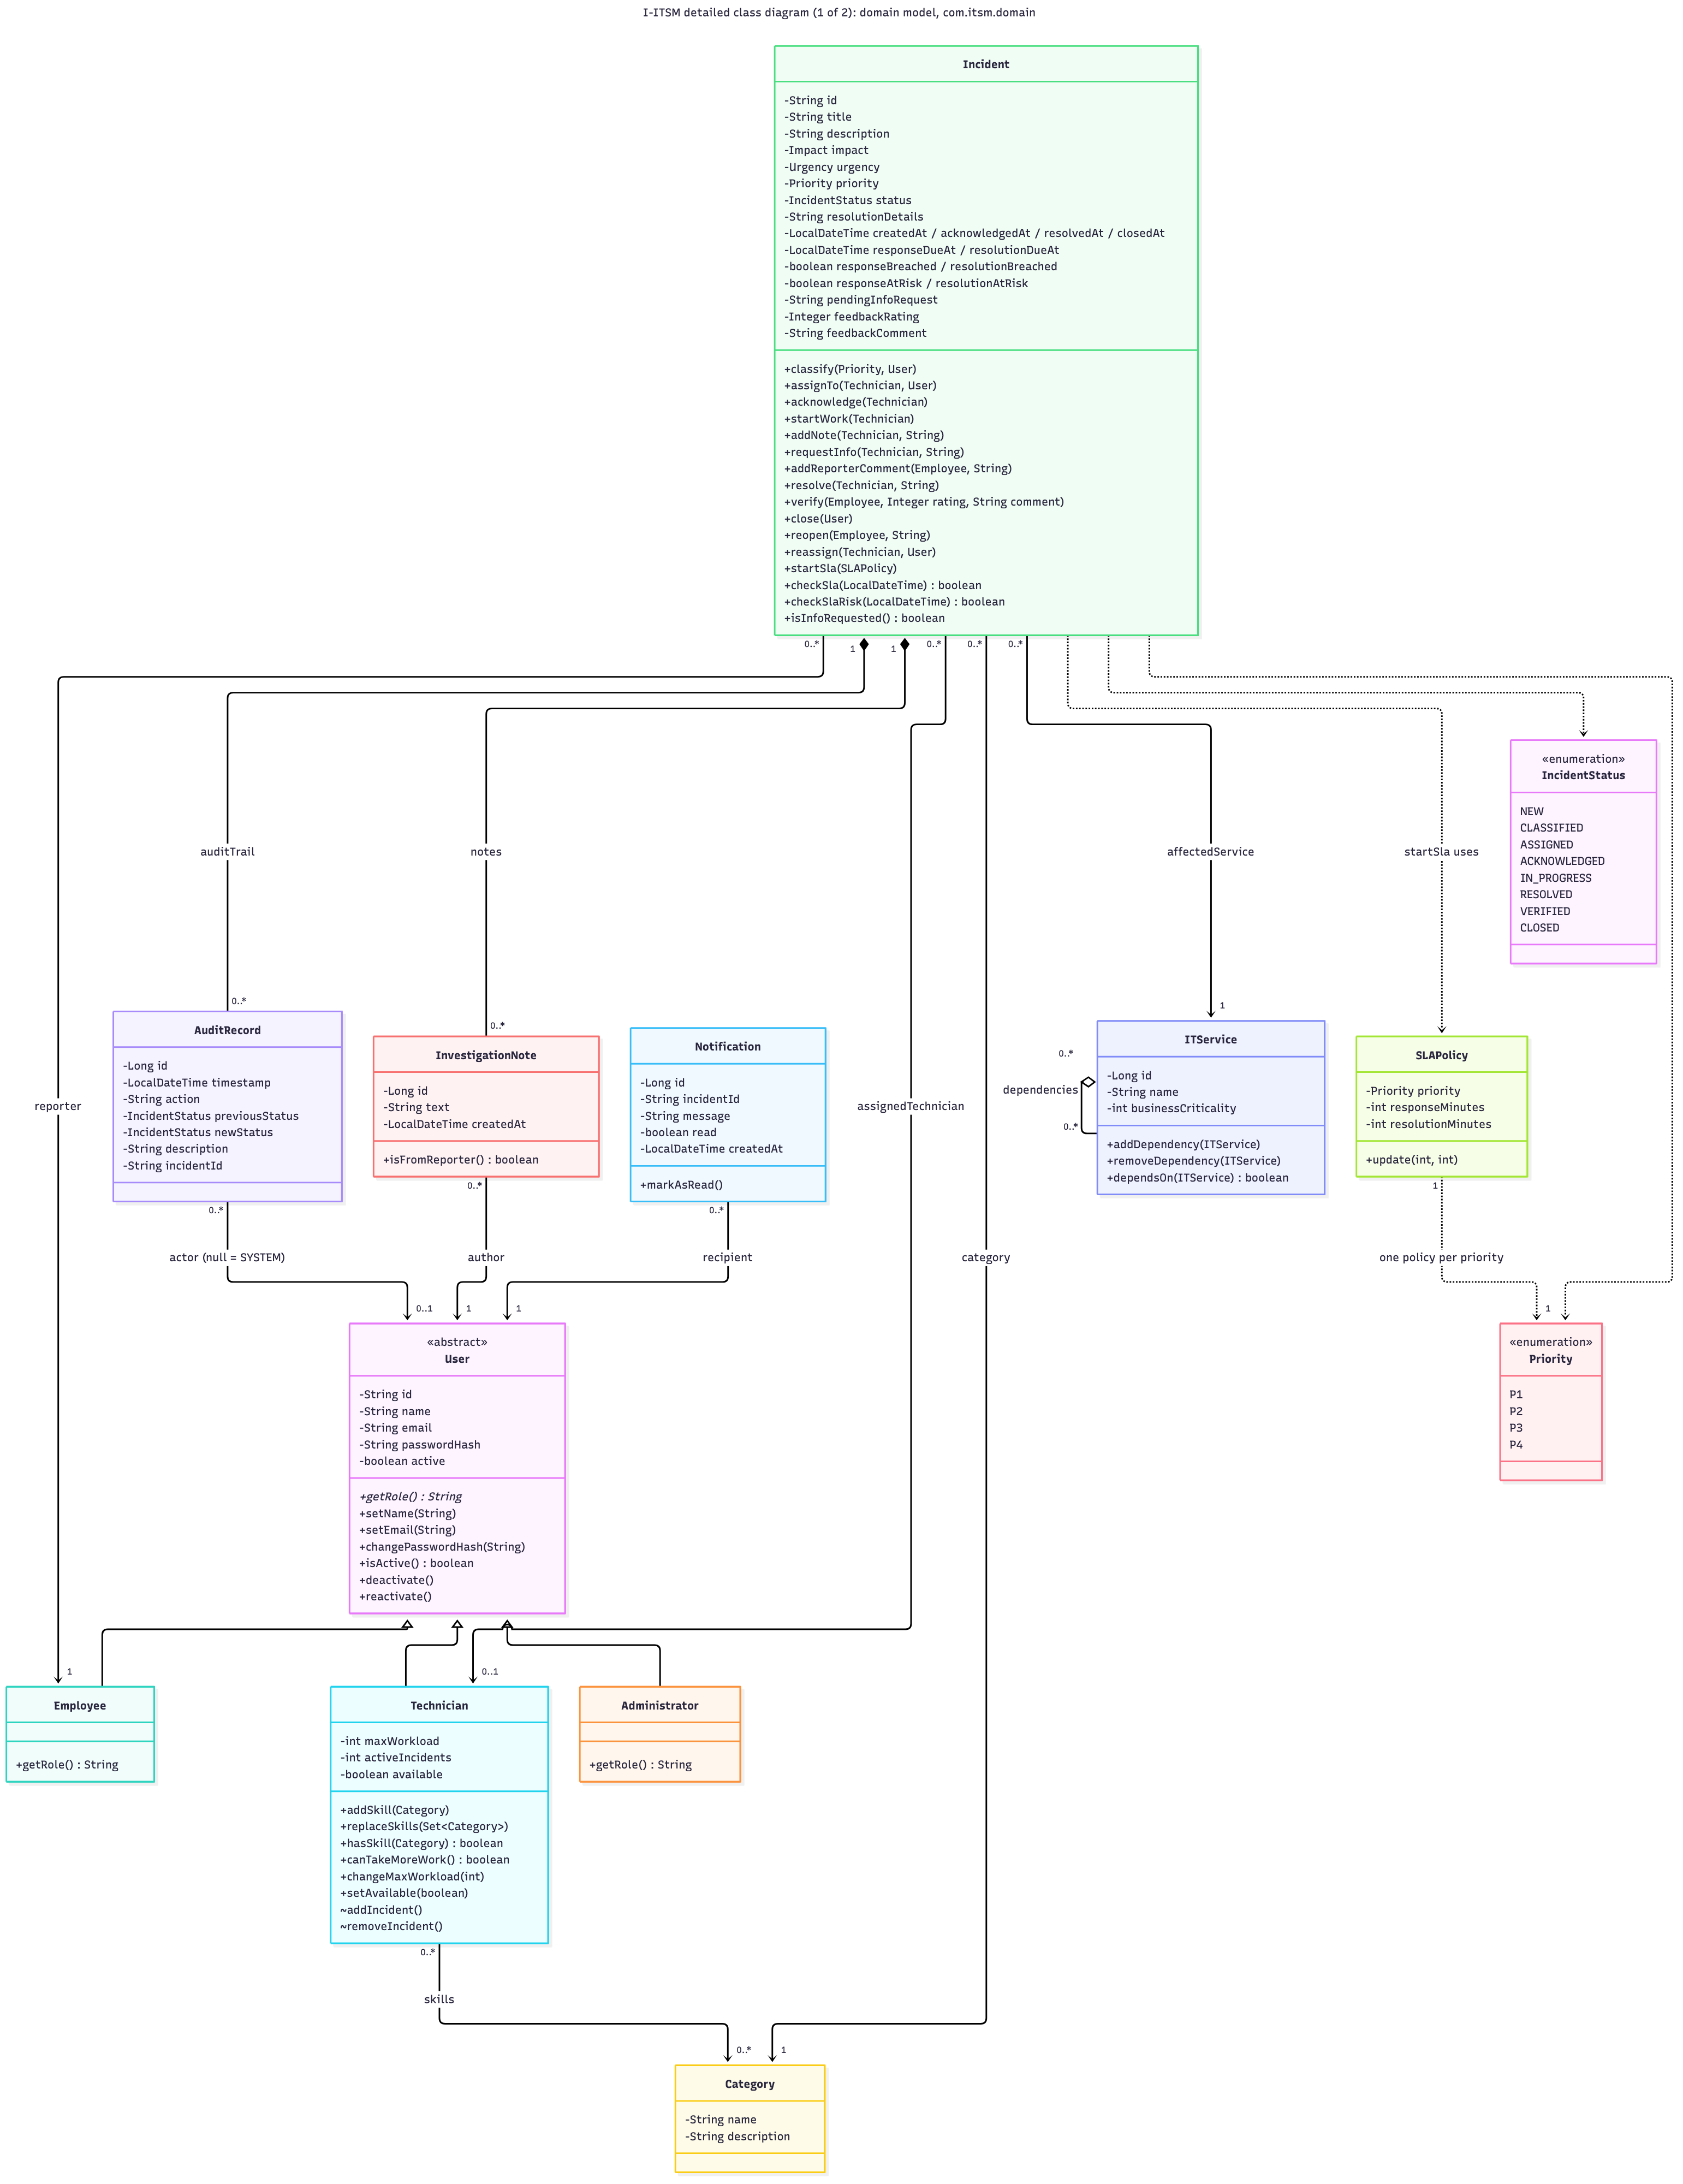 I-ITSM detailed class diagram (1 of 2): domain model, com.itsm.domain
Incident
-String id
-String title
-String description
-Impact impact
-Urgency urgency
-Priority priority
-IncidentStatus status
-String resolutionDetails
-LocalDateTime createdAt / acknowledgedAt / resolvedAt / closedAt
-LocalDateTime responseDueAt / resolutionDueAt
-boolean responseBreached / resolutionBreached
-boolean responseAtRisk / resolutionAtRisk
-String pendingInfoRequest
-Integer feedbackRating
-String feedbackComment
+classify(Priority, User)
+assignTo(Technician, User)
+acknowledge(Technician)
+startWork(Technician)
+addNote(Technician, String)
+requestInfo(Technician, String)
+addReporterComment(Employee, String)
+resolve(Technician, String)
+verify(Employee, Integer rating, String comment)
+close(User)
+reopen(Employee, String)
+reassign(Technician, User)
+startSla(SLAPolicy)
+checkSla(LocalDateTime) : boolean
+checkSlaRisk(LocalDateTime) : boolean
+isInfoRequested() : boolean
0..*
1
1
0..*
0..*
0..*
«enumeration»
IncidentStatus
NEW
CLASSIFIED
ASSIGNED
ACKNOWLEDGED
IN_PROGRESS
RESOLVED
VERIFIED
CLOSED
auditTrail
notes
affectedService
startSla uses
0..*
0..*
1
AuditRecord
-Long id
-LocalDateTime timestamp
-String action
-IncidentStatus previousStatus
-IncidentStatus newStatus
-String description
-String incidentId
InvestigationNote
-Long id
-String text
-LocalDateTime createdAt
+isFromReporter() : boolean
Notification
-Long id
-String incidentId
-String message
-boolean read
-LocalDateTime createdAt
+markAsRead()
0..*
dependencies
0..*
ITService
-Long id
-String name
-int businessCriticality
+addDependency(ITService)
+removeDependency(ITService)
+dependsOn(ITService) : boolean
SLAPolicy
-Priority priority
-int responseMinutes
-int resolutionMinutes
+update(int, int)
reporter
assignedTechnician
0..*
0..*
0..*
1
actor (null = SYSTEM)
author
recipient
category
one policy per priority
0..1
1
1
1
«abstract»
User
-String id
-String name
-String email
-String passwordHash
-boolean active
+getRole() : String
+setName(String)
+setEmail(String)
+changePasswordHash(String)
+isActive() : boolean
+deactivate()
+reactivate()
«enumeration»
Priority
P1
P2
P3
P4
1
0..1
Employee
+getRole() : String
Technician
-int maxWorkload
-int activeIncidents
-boolean available
+addSkill(Category)
+replaceSkills(Set<Category>)
+hasSkill(Category) : boolean
+canTakeMoreWork() : boolean
+changeMaxWorkload(int)
+setAvailable(boolean)
~addIncident()
~removeIncident()
Administrator
+getRole() : String
0..*
skills
0..*
1
Category
-String name
-String description